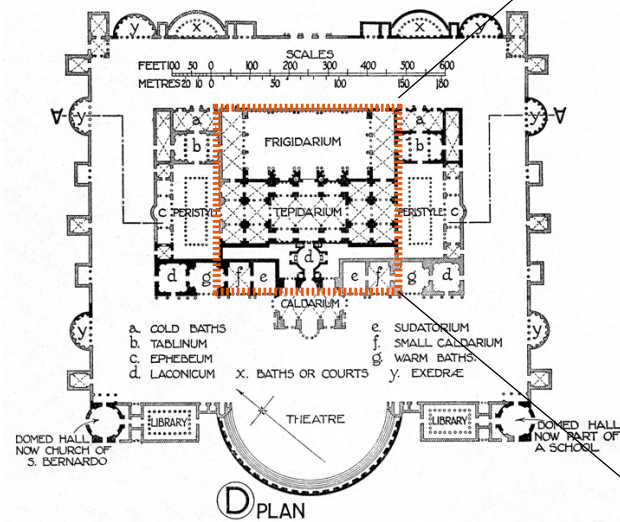 y x x y
SCALES
FEET 100 50 0 100 200 300 400 500 600
METRES 20 10 0 50 100 150 180
A y a a y A
FRIGIDARIUM
b b
C PERISTYLE TEPIDARIUM PERISTYLE C
d
d g f e e f g d
CALDARIUM
y y
a. COLD BATHS
b. TABLINUM
c. EPHEBEUM
d. LACONICUM
x. BATHS OR COURTS
e. SUDATORIUM
f. SMALL CALDARIUM
g. WARM BATHS.
y. EXEDRÆ
LIBRARY THEATRE LIBRARY
DOMED HALL
NOW CHURCH OF
S. BERNARDO
DOMED HALL
NOW PART OF
A SCHOOL
D PLAN